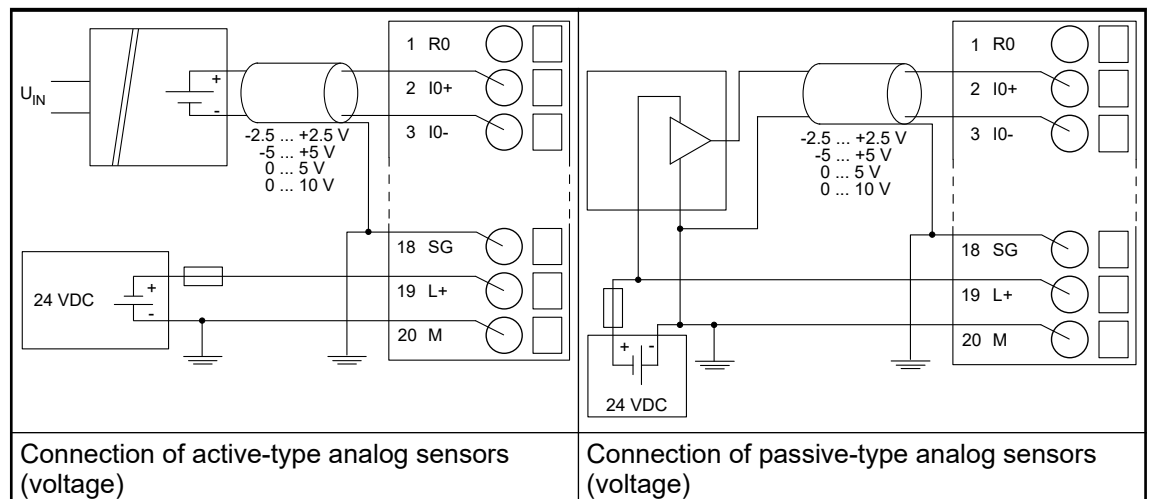 1 R0
U_IN
+
2 I0+
-
3 I0-
-2.5 ... +2.5 V
-5 ... +5 V
0 ... 5 V
0 ... 10 V
18 SG
24 VDC
+
19 L+
-
20 M
Connection of active-type analog sensors
(voltage)
1 R0
2 I0+
3 I0-
-2.5 ... +2.5 V
-5 ... +5 V
0 ... 5 V
0 ... 10 V
18 SG
19 L+
20 M
+ -
24 VDC
Connection of passive-type analog sensors
(voltage)